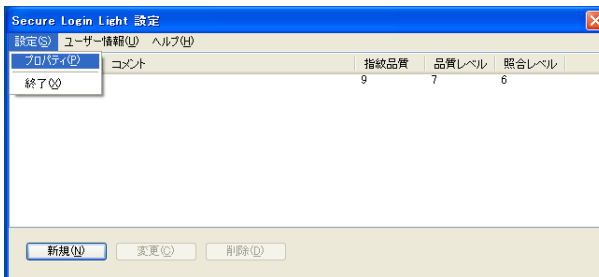 Secure Login Light 設定
設定(S) ユーザー情報(U) ヘルプ(H)
プロパティ(P) コメント 指紋品質 品質レベル 照合レベル
終了(X) 9 7 6
新規(N) 変更(C) 削除(D)